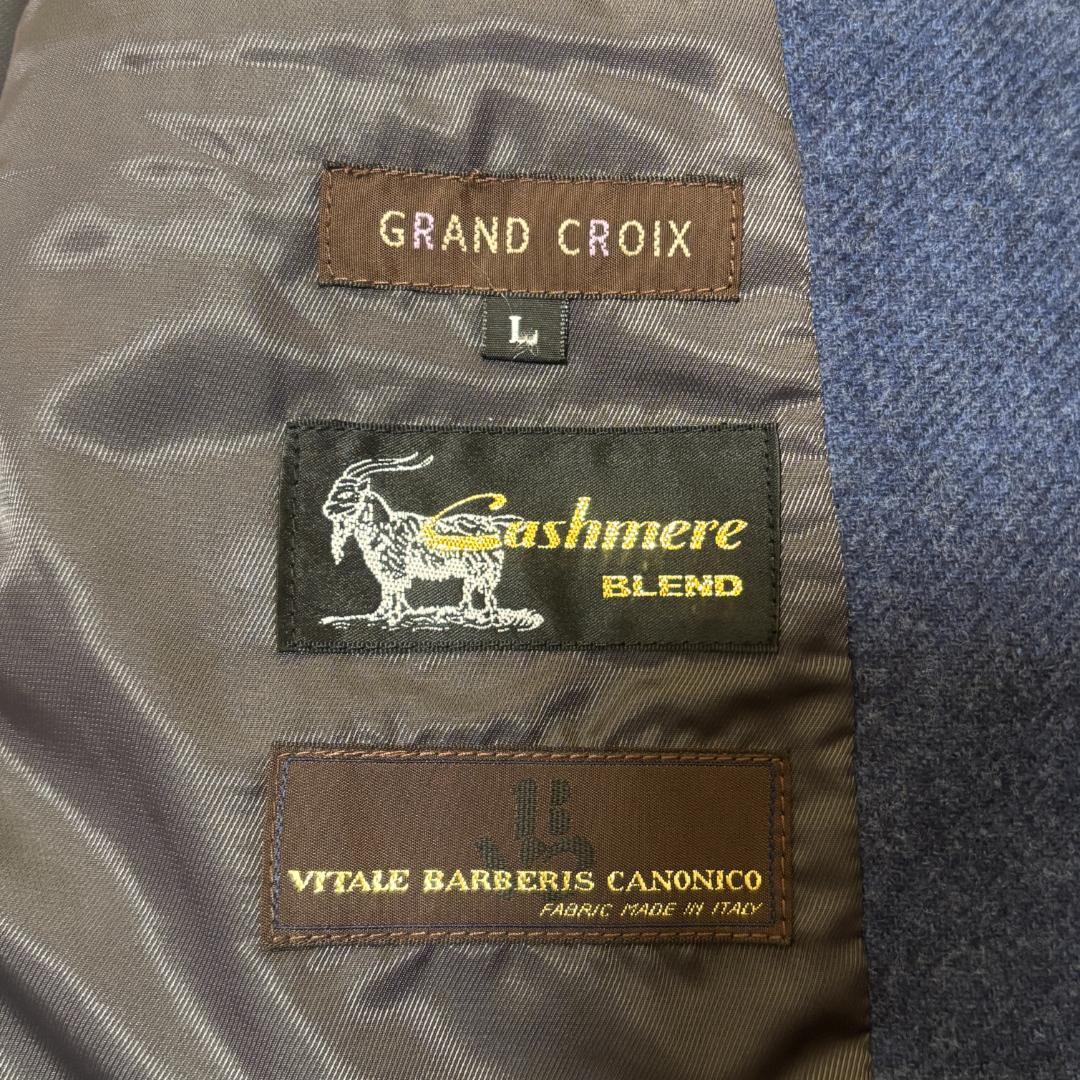 GRAND CROIX
L
Cashmere
BLEND
VITALE BARBERIS CANONICO
FABRIC MADE IN ITALY